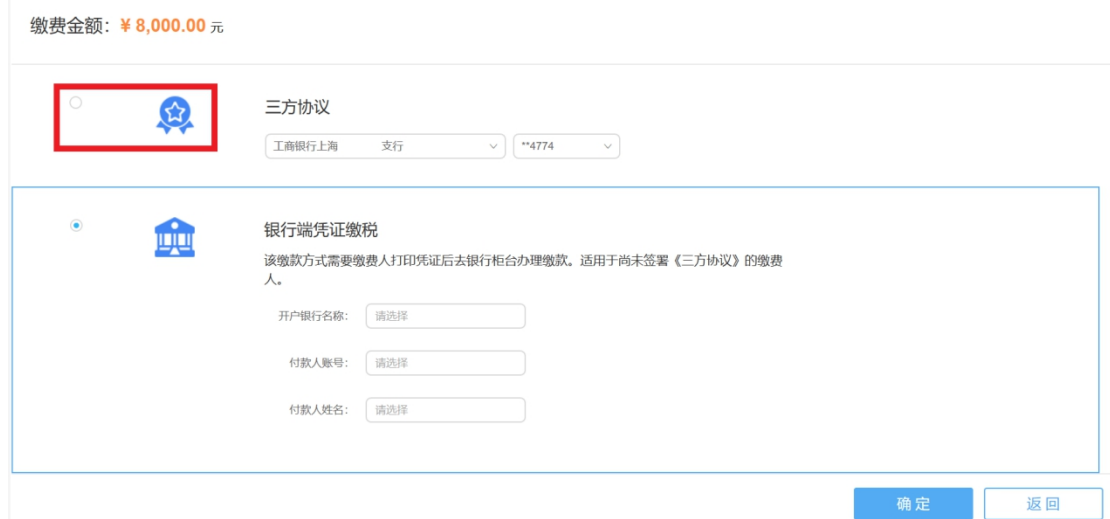 缴费金额：¥ 8,000.00 元
三方协议
工商银行上海 支行 **4774
银行端凭证缴税
该缴款方式需要缴费人打印凭证后去银行柜台办理缴款。适用于尚未签署《三方协议》的缴费
人。
开户银行名称： 请选择
付款人账号： 请选择
付款人姓名： 请选择
确定 返回